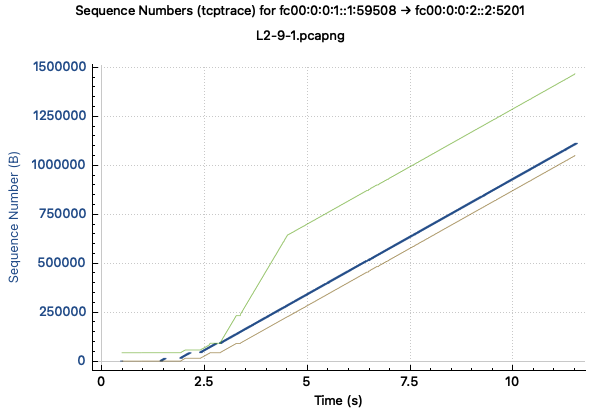 Sequence Numbers (tcptrace) for fc00:0:0:1::1:59508 → fc00:0:0:2::2:5201
L2-9-1.pcapng
1500000
1250000
1000000
750000
500000
250000
0
Sequence Number (B)
0 2.5 5 7.5 10
Time (s)